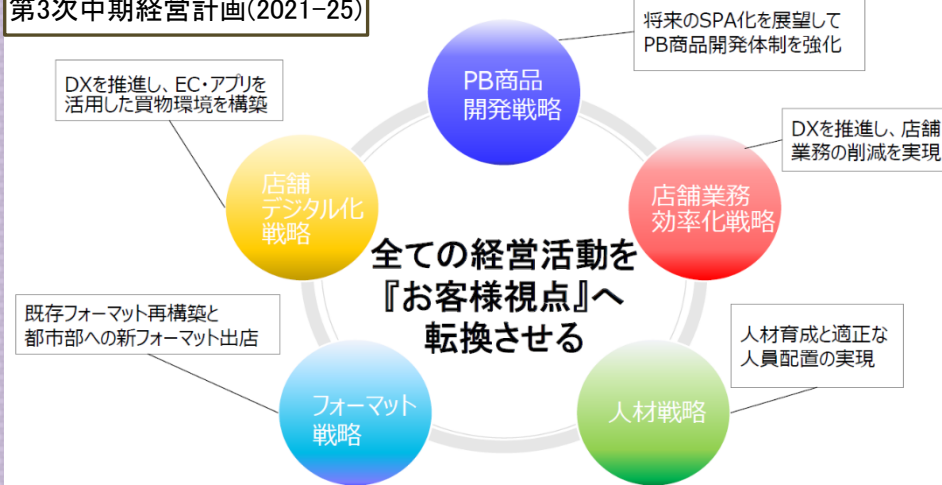 第3次中期経営計画(2021-25)
将来のSPA化を展望して
PB商品開発体制を強化
PB商品
開発戦略
DXを推進し、EC・アプリを
活用した買物環境を構築
DXを推進し、店舗
業務の削減を実現
店舗
デジタル化
戦略
店舗業務
効率化戦略
全ての経営活動を
『お客様視点』へ
転換させる
既存フォーマット再構築と
都市部への新フォーマット出店
人材育成と適正な
人員配置の実現
フォーマット
戦略
人材戦略